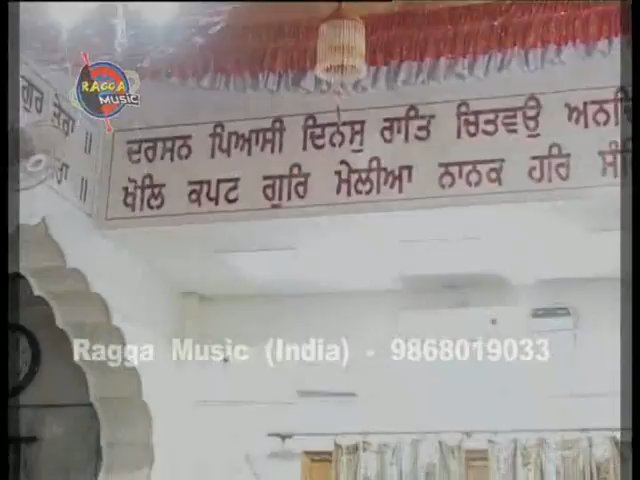 RAGGA
MUSIC
ਗੁਰ ਤੇਰਾ ॥
ਦਰਸਨ ਪਿਆਸੀ ਦਿਨਸੁ ਰਾਤਿ ਚਿਤਵਉ
ਖੋਲਿ ਕਪਟ ਗੁਰਿ ਮੇਲੀਆ ਨਾਨਕ ਹਰਿ
Ragga Music (India) - 9868019033